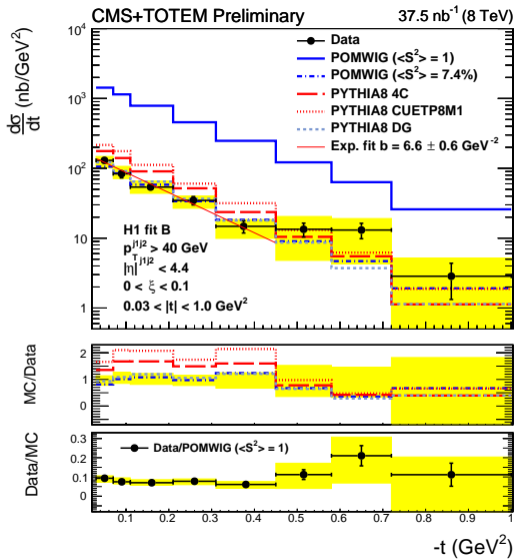 CMS+TOTEM Preliminary 37.5 nb⁻¹ (8 TeV)
dσ/dt (nb/GeV²)
10⁴
10³
10²
10
1
Data
POMWIG (<S²> = 1)
POMWIG (<S²> = 7.4%)
PYTHIA8 4C
PYTHIA8 CUETP8M1
PYTHIA8 DG
Exp. fit b = 6.6 ± 0.6 GeV⁻²
H1 fit B
p_T^{j1j2} > 40 GeV
|η|^{j1j2} < 4.4
0 < ξ < 0.1
0.03 < |t| < 1.0 GeV²
MC/Data
2
1
0
Data/MC
0.3
0.2
0.1
0
Data/POMWIG (<S²> = 1)
0.1 0.2 0.3 0.4 0.5 0.6 0.7 0.8 0.9 1
-t (GeV²)